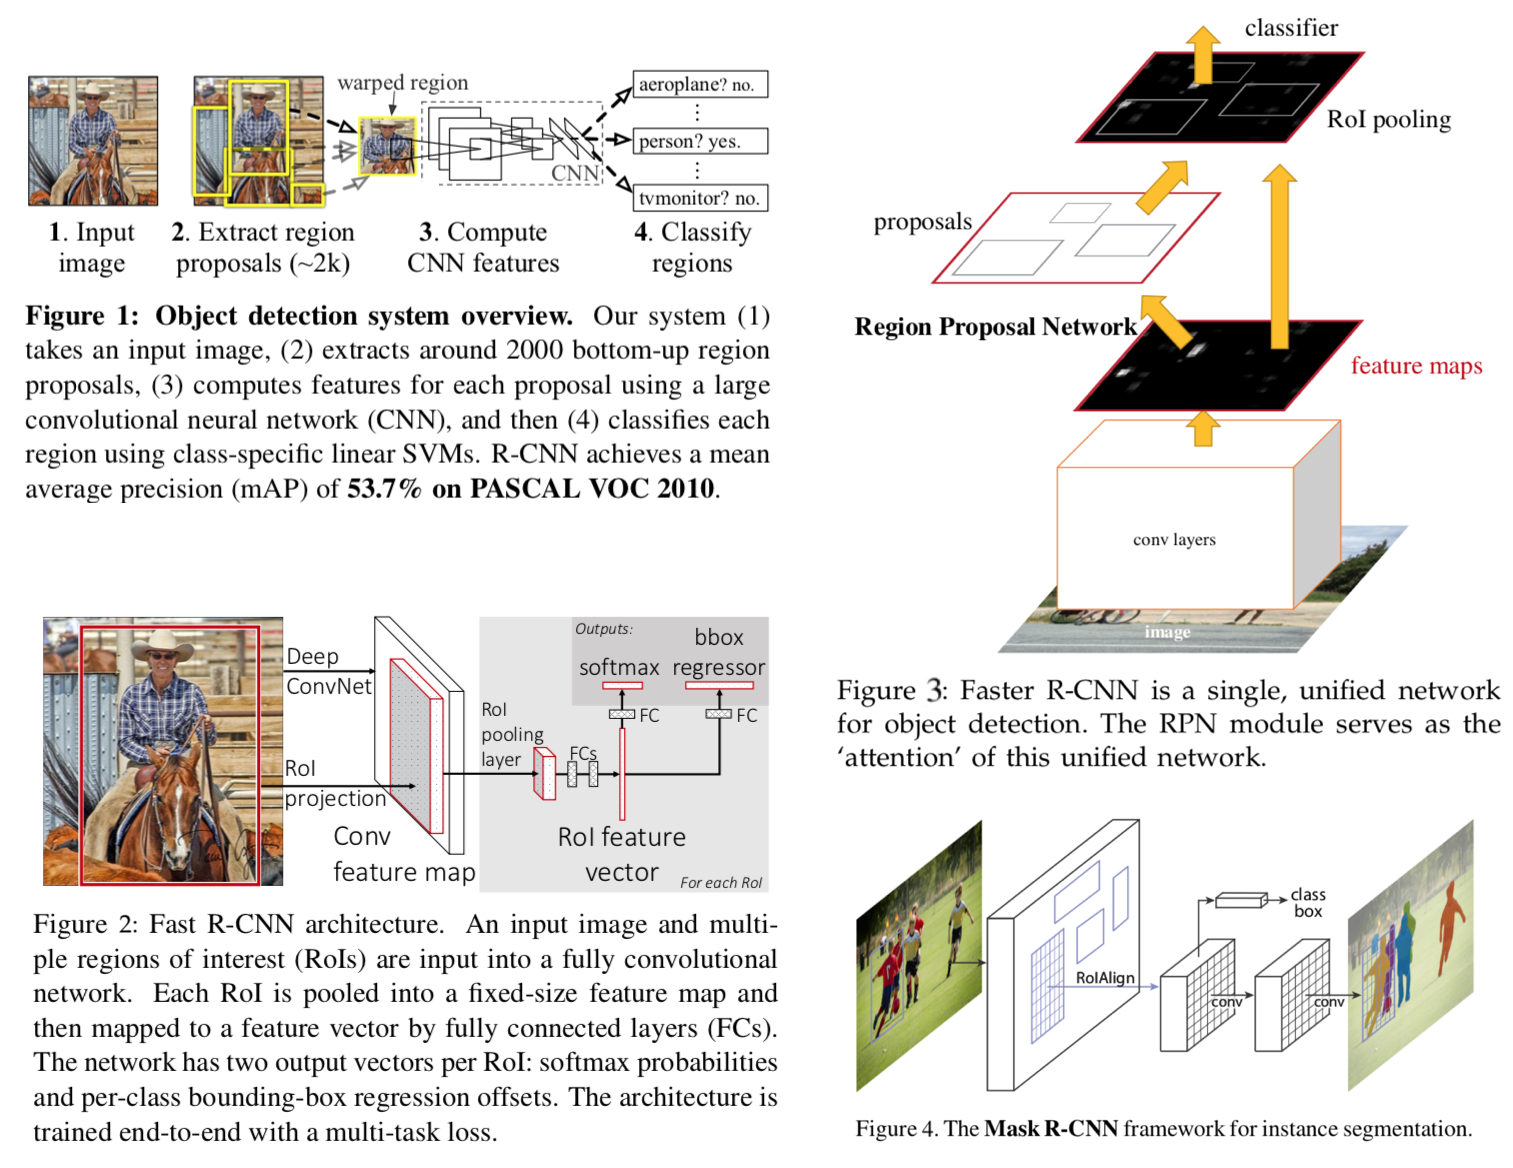 warped region
aeroplane? no.
person? yes.
CNN
tvmonitor? no.
1. Input
image
2. Extract region
proposals (~2k)
3. Compute
CNN features
4. Classify
regions
Figure 1: Object detection system overview. Our system (1)
takes an input image, (2) extracts around 2000 bottom-up region
proposals, (3) computes features for each proposal using a large
convolutional neural network (CNN), and then (4) classifies each
region using class-specific linear SVMs. R-CNN achieves a mean
average precision (mAP) of 53.7% on PASCAL VOC 2010.
Deep
ConvNet
RoI
projection
Conv
feature map
RoI
pooling
layer
FCs
Outputs:
softmax
bbox
regressor
FC
FC
RoI feature
vector
For each RoI
Figure 2: Fast R-CNN architecture. An input image and multi-
ple regions of interest (RoIs) are input into a fully convolutional
network. Each RoI is pooled into a fixed-size feature map and
then mapped to a feature vector by fully connected layers (FCs).
The network has two output vectors per RoI: softmax probabilities
and per-class bounding-box regression offsets. The architecture is
trained end-to-end with a multi-task loss.
classifier
RoI pooling
proposals
Region Proposal Network
feature maps
conv layers
image
Figure 3: Faster R-CNN is a single, unified network
for object detection. The RPN module serves as the
‘attention’ of this unified network.
RoIAlign
class
box
conv
conv
Figure 4. The Mask R-CNN framework for instance segmentation.